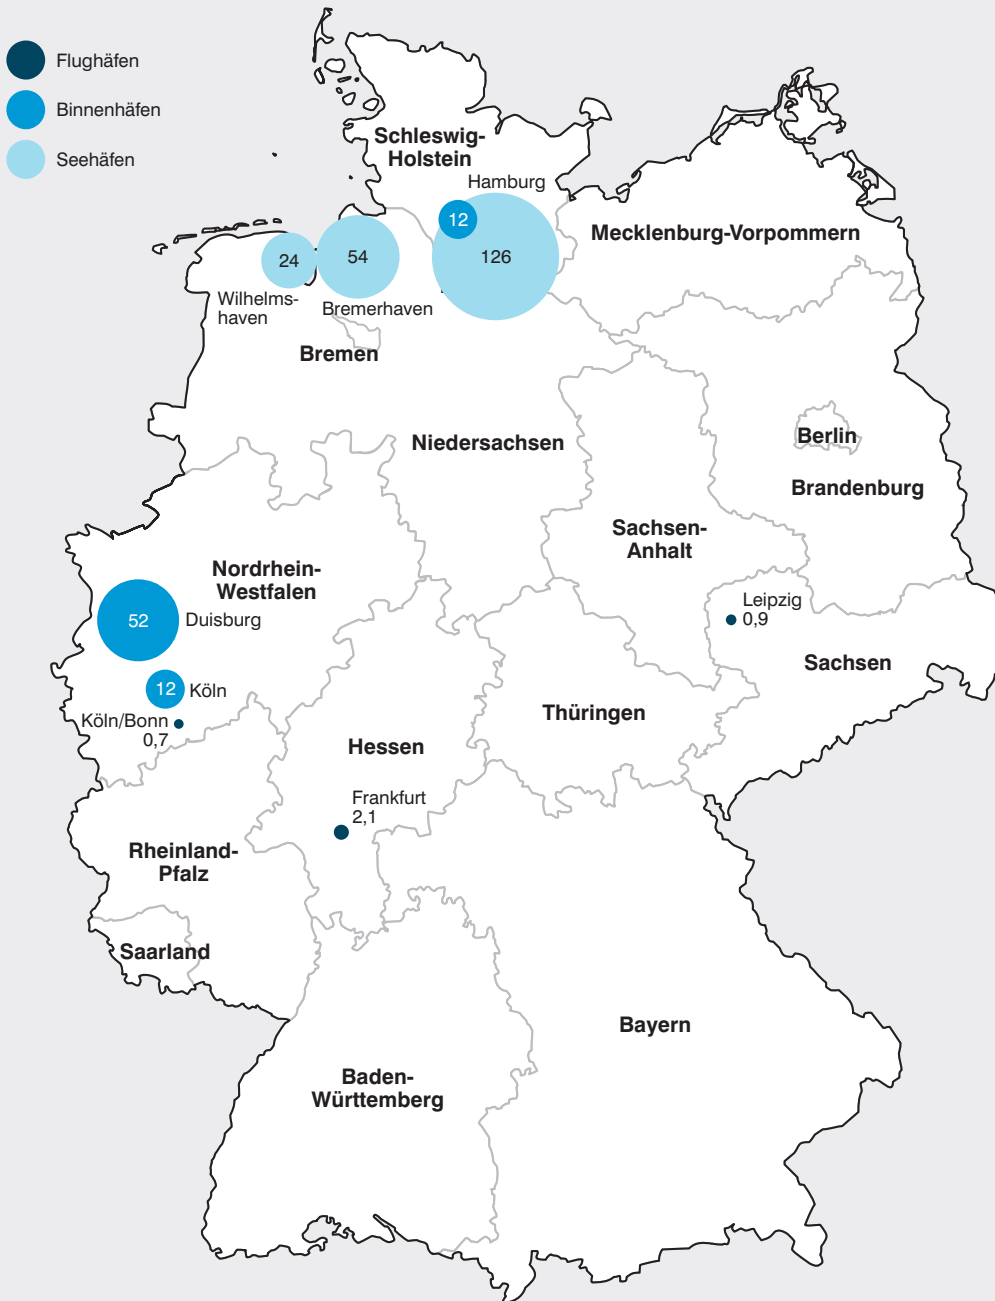 Flughäfen
Binnenhäfen
Seehäfen
Schleswig-
Holstein
Hamburg
12
126
Mecklenburg-Vorpommern
24
54
Wilhelms-
haven
Bremerhaven
Bremen
Niedersachsen
Berlin
Brandenburg
Sachsen-
Anhalt
Nordrhein-
Westfalen
52
Duisburg
Leipzig
0,9
Sachsen
12
Köln
Köln/Bonn
0,7
Thüringen
Hessen
Frankfurt
2,1
Rheinland-
Pfalz
Saarland
Bayern
Baden-
Württemberg